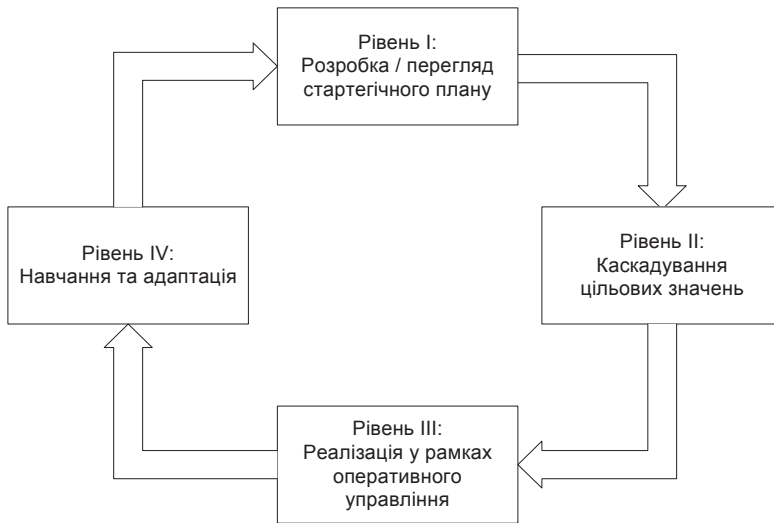 Рівень I:
Розробка / перегляд
стартегічного плану
Рівень II:
Каскадування
цільових значень
Рівень III:
Реалізація у рамках
оперативного
управління
Рівень IV:
Навчання та адаптація